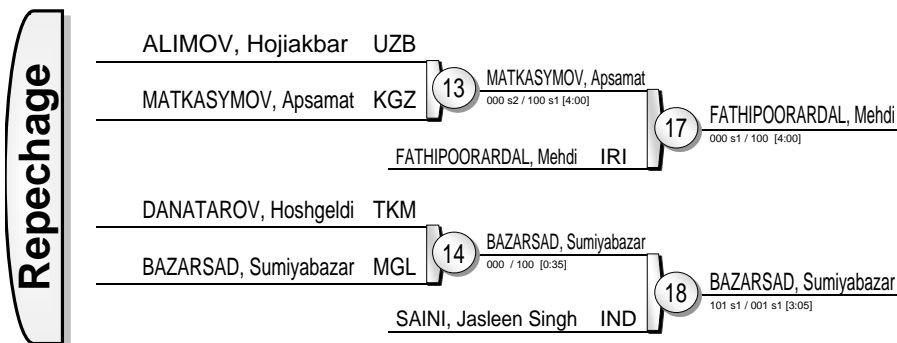 Repechage
ALIMOV, Hojiakbar UZB
MATKASYMOV, Apsamat KGZ
13
MATKASYMOV, Apsamat
000 s2 / 100 s1 [4:00]
FATHIPOORARDAL, Mehdi IRI
17
FATHIPOORARDAL, Mehdi
000 s1 / 100 [4:00]
DANATAROV, Hoshgeldi TKM
BAZARSAD, Sumiyabazar MGL
14
BAZARSAD, Sumiyabazar
000 / 100 [0:35]
SAINI, Jasleen Singh IND
18
BAZARSAD, Sumiyabazar
101 s1 / 001 s1 [3:05]